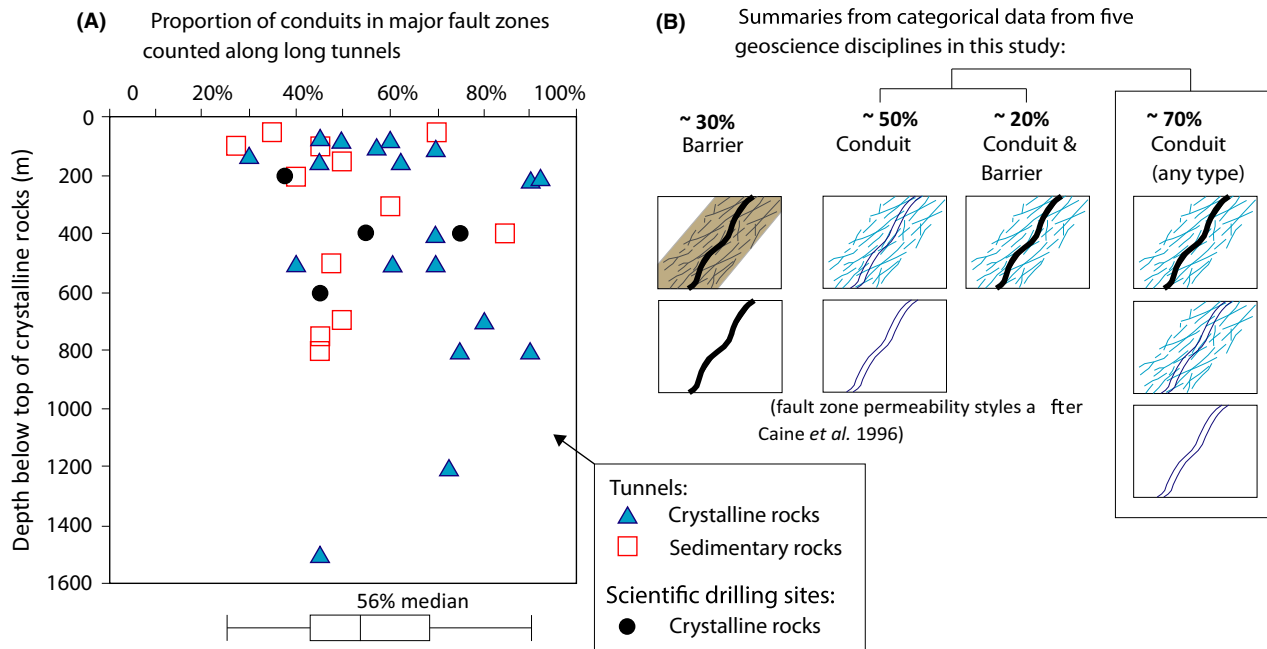 (A) Proportion of conduits in major fault zones
counted along long tunnels
0 20% 40% 60% 80% 100%
0
200
400
600
800
1000
1200
1400
1600
Depth below top of crystalline rocks (m)
56% median
Tunnels:
Crystalline rocks
Sedimentary rocks
Scientific drilling sites:
Crystalline rocks
(B) Summaries from categorical data from five
geoscience disciplines in this study:
~ 30%
Barrier
~ 50%
Conduit
~ 20%
Conduit &
Barrier
~ 70%
Conduit
(any type)
(fault zone permeability styles a fter
Caine et al. 1996)